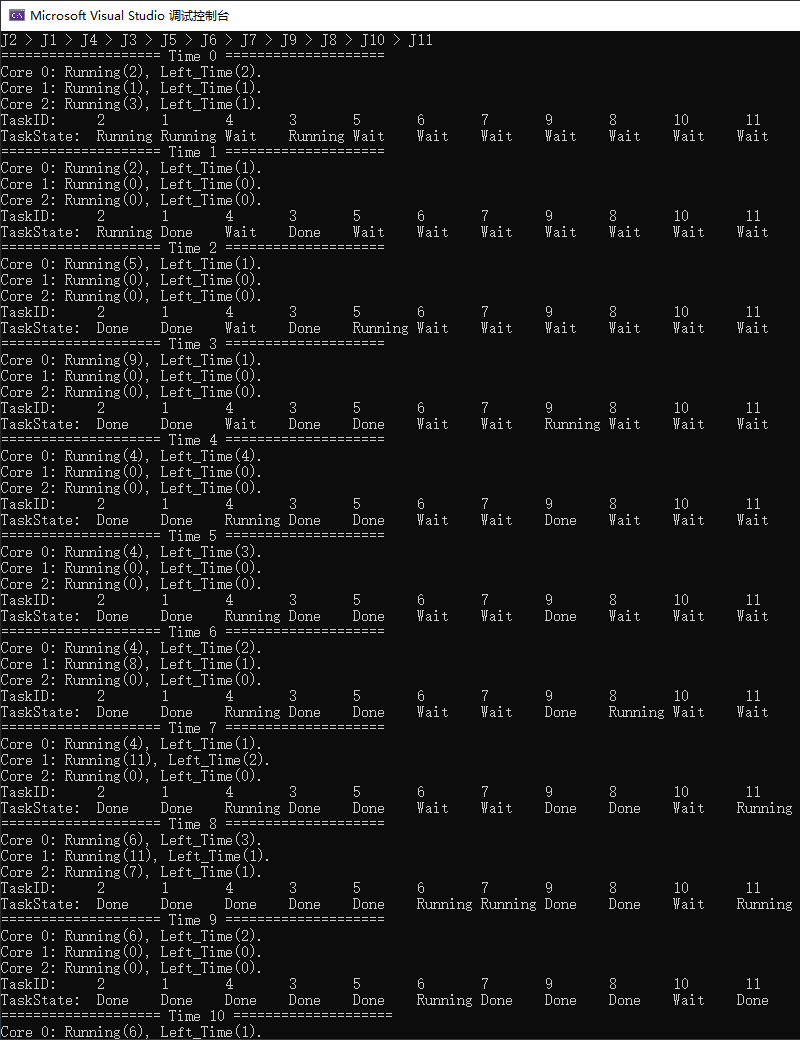 Microsoft Visual Studio 调试控制台
J2 > J1 > J4 > J3 > J5 > J6 > J7 > J9 > J8 > J10 > J11
==================== Time 0 ====================
Core 0: Running(2), Left_Time(2).
Core 1: Running(1), Left_Time(1).
Core 2: Running(3), Left_Time(1).
TaskID:     2       1       4       3       5       6       7       9       8       10       11
TaskState:  Running Running Wait    Running Wait    Wait    Wait    Wait    Wait    Wait    Wait
==================== Time 1 ====================
Core 0: Running(2), Left_Time(1).
Core 1: Running(0), Left_Time(0).
Core 2: Running(0), Left_Time(0).
TaskID:     2       1       4       3       5       6       7       9       8       10       11
TaskState:  Running Done    Wait    Done    Wait    Wait    Wait    Wait    Wait    Wait    Wait
==================== Time 2 ====================
Core 0: Running(5), Left_Time(1).
Core 1: Running(0), Left_Time(0).
Core 2: Running(0), Left_Time(0).
TaskID:     2       1       4       3       5       6       7       9       8       10       11
TaskState:  Done    Done    Wait    Done    Running Wait    Wait    Wait    Wait    Wait    Wait
==================== Time 3 ====================
Core 0: Running(9), Left_Time(1).
Core 1: Running(0), Left_Time(0).
Core 2: Running(0), Left_Time(0).
TaskID:     2       1       4       3       5       6       7       9       8       10       11
TaskState:  Done    Done    Wait    Done    Done    Wait    Wait    Running Wait    Wait    Wait
==================== Time 4 ====================
Core 0: Running(4), Left_Time(4).
Core 1: Running(0), Left_Time(0).
Core 2: Running(0), Left_Time(0).
TaskID:     2       1       4       3       5       6       7       9       8       10       11
TaskState:  Done    Done    Running Done    Done    Wait    Wait    Done    Wait    Wait    Wait
==================== Time 5 ====================
Core 0: Running(4), Left_Time(3).
Core 1: Running(0), Left_Time(0).
Core 2: Running(0), Left_Time(0).
TaskID:     2       1       4       3       5       6       7       9       8       10       11
TaskState:  Done    Done    Running Done    Done    Wait    Wait    Done    Wait    Wait    Wait
==================== Time 6 ====================
Core 0: Running(4), Left_Time(2).
Core 1: Running(8), Left_Time(1).
Core 2: Running(0), Left_Time(0).
TaskID:     2       1       4       3       5       6       7       9       8       10       11
TaskState:  Done    Done    Running Done    Done    Wait    Wait    Done    Running Wait    Wait
==================== Time 7 ====================
Core 0: Running(4), Left_Time(1).
Core 1: Running(11), Left_Time(2).
Core 2: Running(0), Left_Time(0).
TaskID:     2       1       4       3       5       6       7       9       8       10       11
TaskState:  Done    Done    Running Done    Done    Wait    Wait    Done    Done    Wait    Running
==================== Time 8 ====================
Core 0: Running(6), Left_Time(3).
Core 1: Running(11), Left_Time(1).
Core 2: Running(7), Left_Time(1).
TaskID:     2       1       4       3       5       6       7       9       8       10       11
TaskState:  Done    Done    Done    Done    Done    Running Running Done    Done    Wait    Running
==================== Time 9 ====================
Core 0: Running(6), Left_Time(2).
Core 1: Running(0), Left_Time(0).
Core 2: Running(0), Left_Time(0).
TaskID:     2       1       4       3       5       6       7       9       8       10       11
TaskState:  Done    Done    Done    Done    Done    Running Done    Done    Done    Wait    Done
==================== Time 10 ====================
Core 0: Running(6), Left_Time(1).